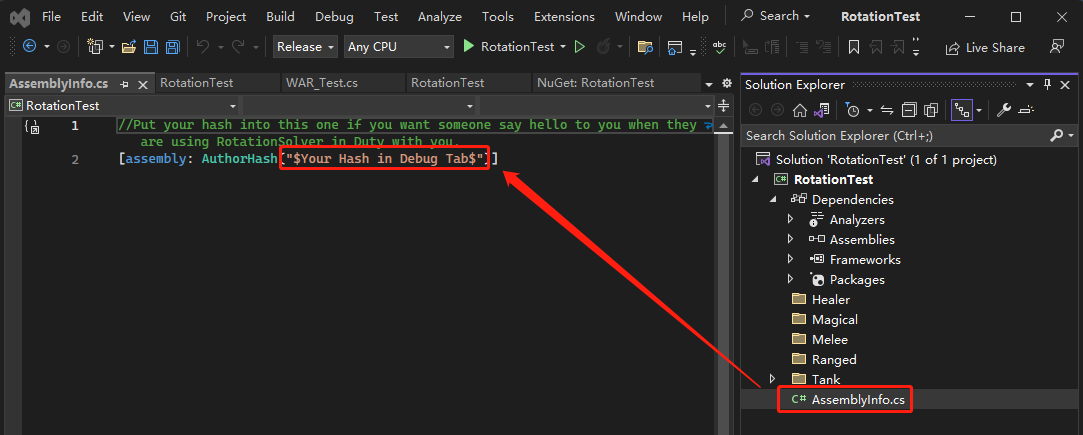 File Edit View Git Project Build Debug Test Analyze Tools Extensions Window Help Search RotationTest
Release Any CPU RotationTest Live Share
AssemblyInfo.cs RotationTest WAR_Test.cs RotationTest NuGet: RotationTest
C# RotationTest
1 //Put your hash into this one if you want someone say hello to you when they
are using RotationSolver in Duty with you.
2 [assembly: AuthorHash("$Your Hash in Debug Tab$")]
Solution Explorer
Search Solution Explorer (Ctrl+;)
Solution 'RotationTest' (1 of 1 project)
C# RotationTest
Dependencies
Analyzers
Assemblies
Frameworks
Packages
Healer
Magical
Melee
Ranged
Tank
C# AssemblyInfo.cs